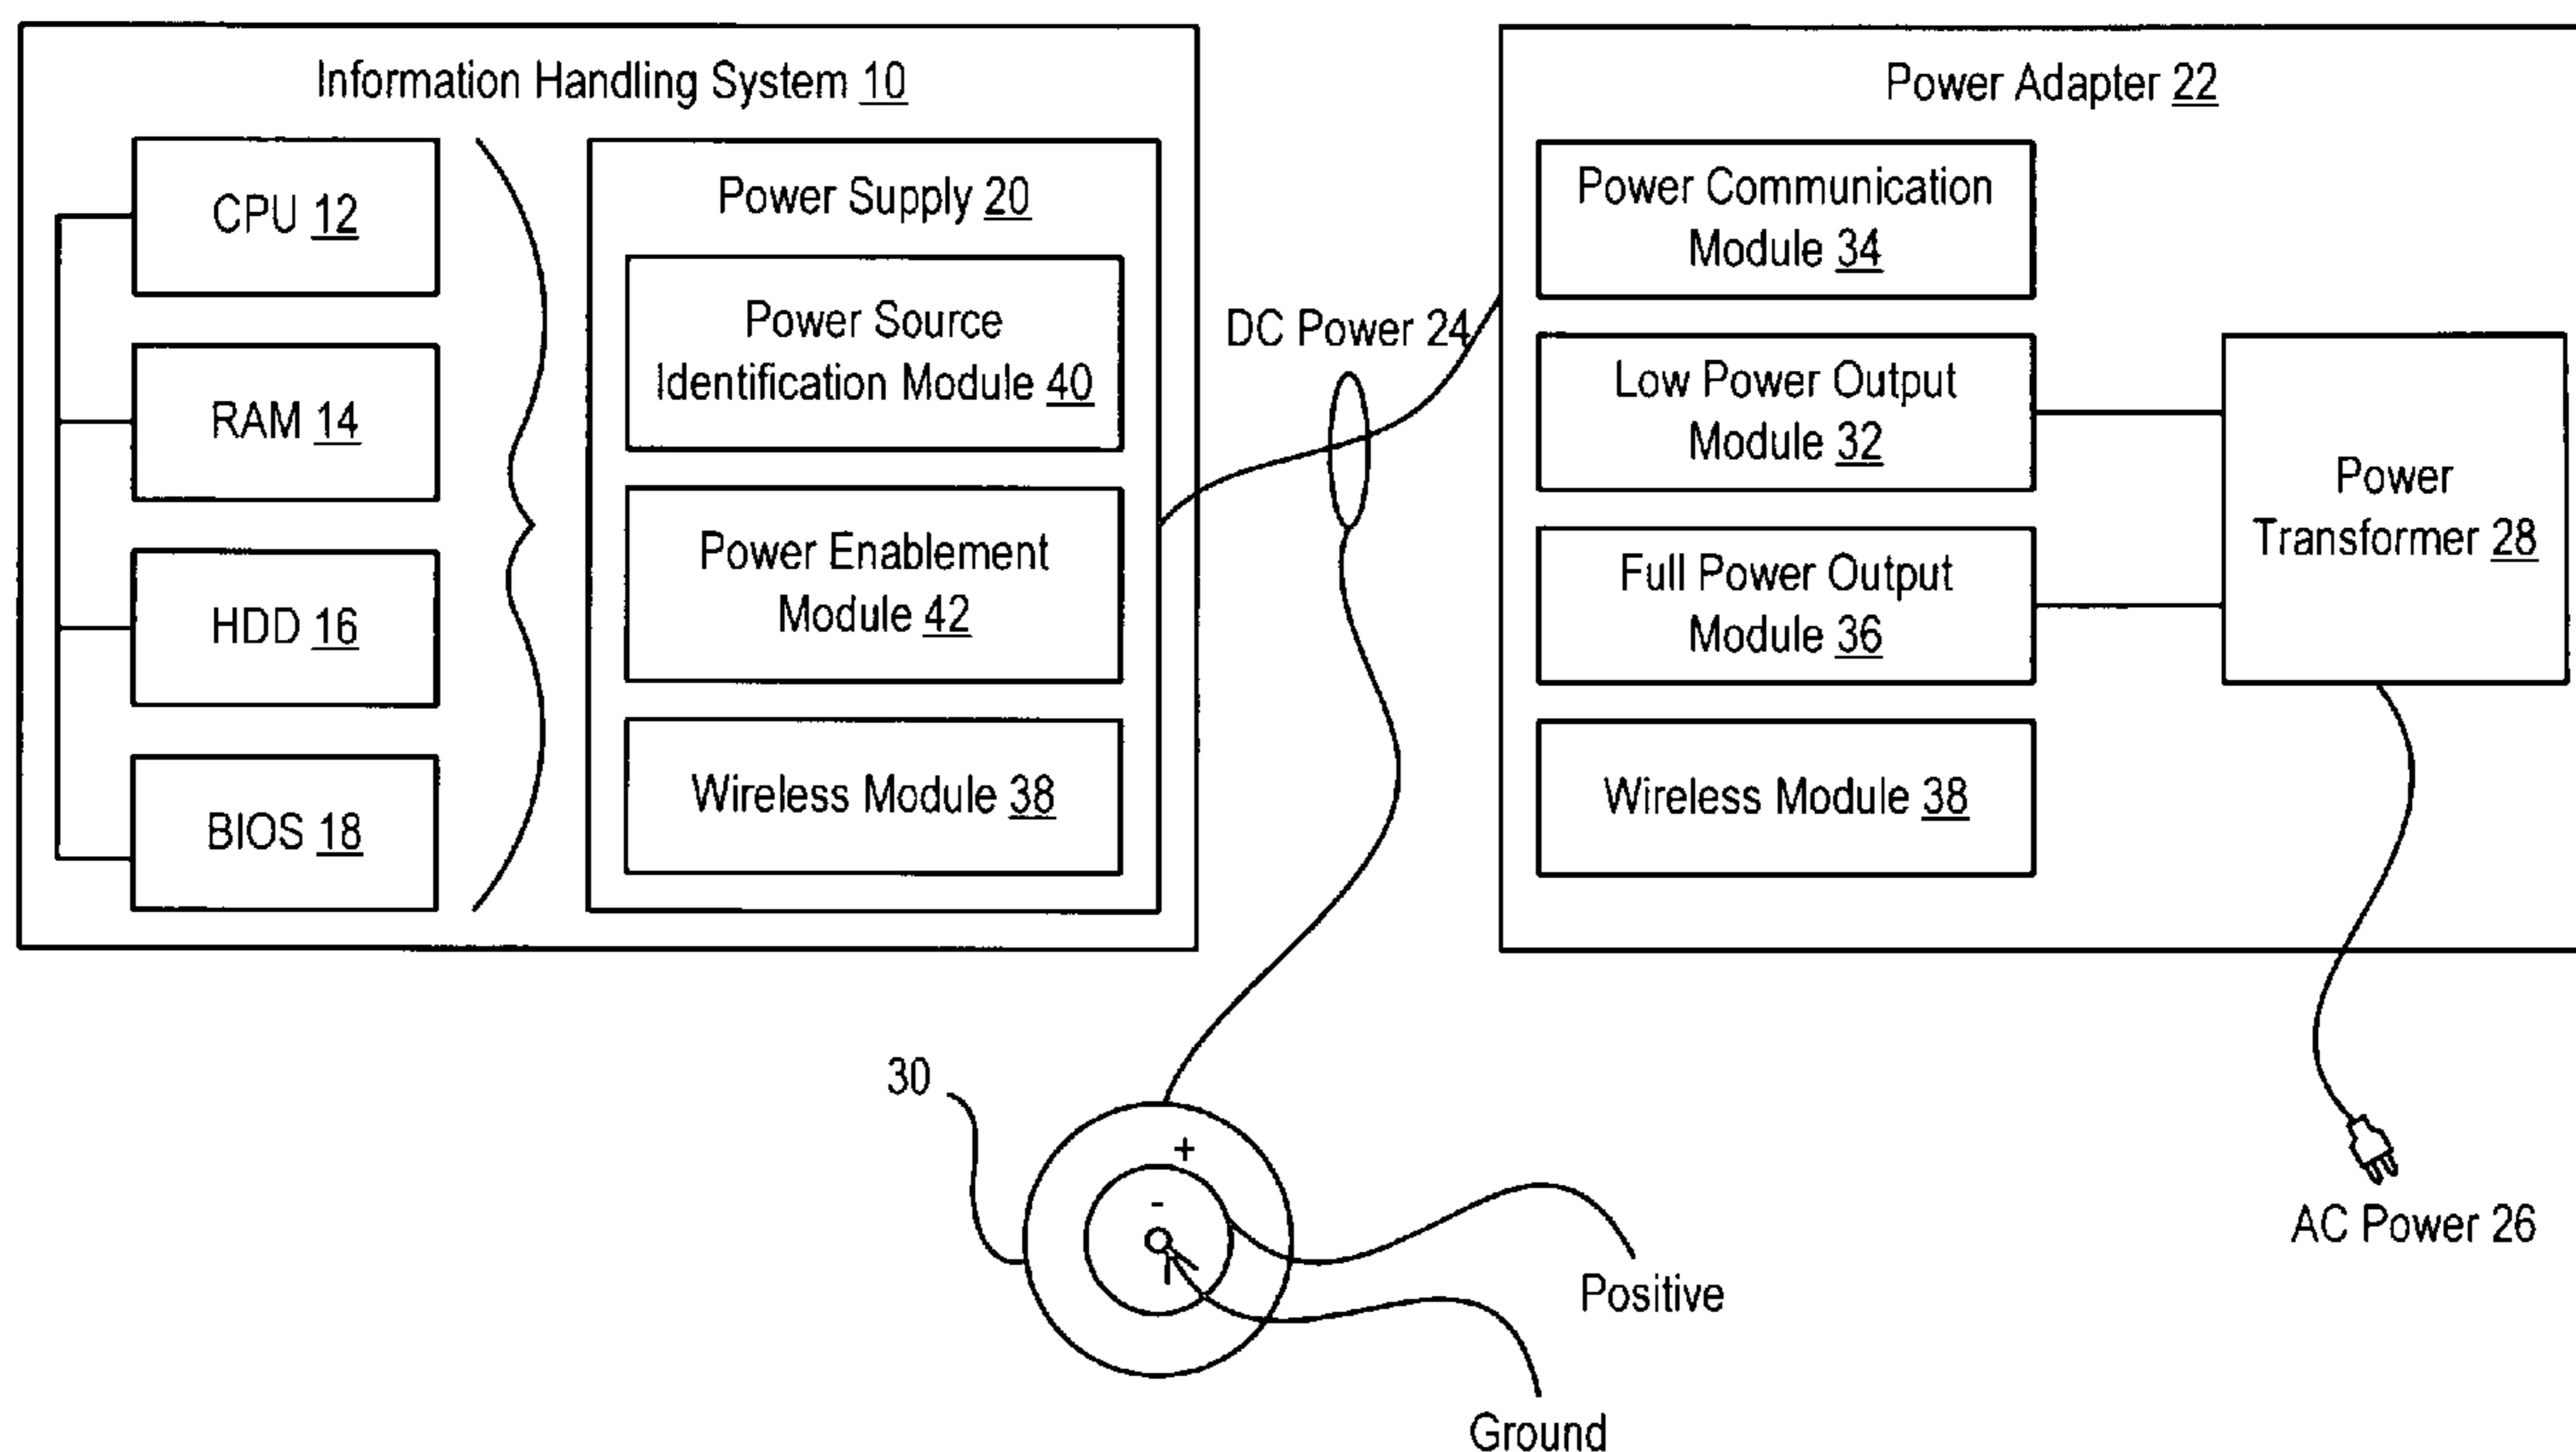 Information Handling System 10
CPU 12
RAM 14
HDD 16
BIOS 18
Power Supply 20
Power Source
Identification Module 40
Power Enablement
Module 42
Wireless Module 38
DC Power 24
Power Adapter 22
Power Communication
Module 34
Low Power Output
Module 32
Full Power Output
Module 36
Wireless Module 38
Power
Transformer 28
AC Power 26
30
+
-
Positive
Ground